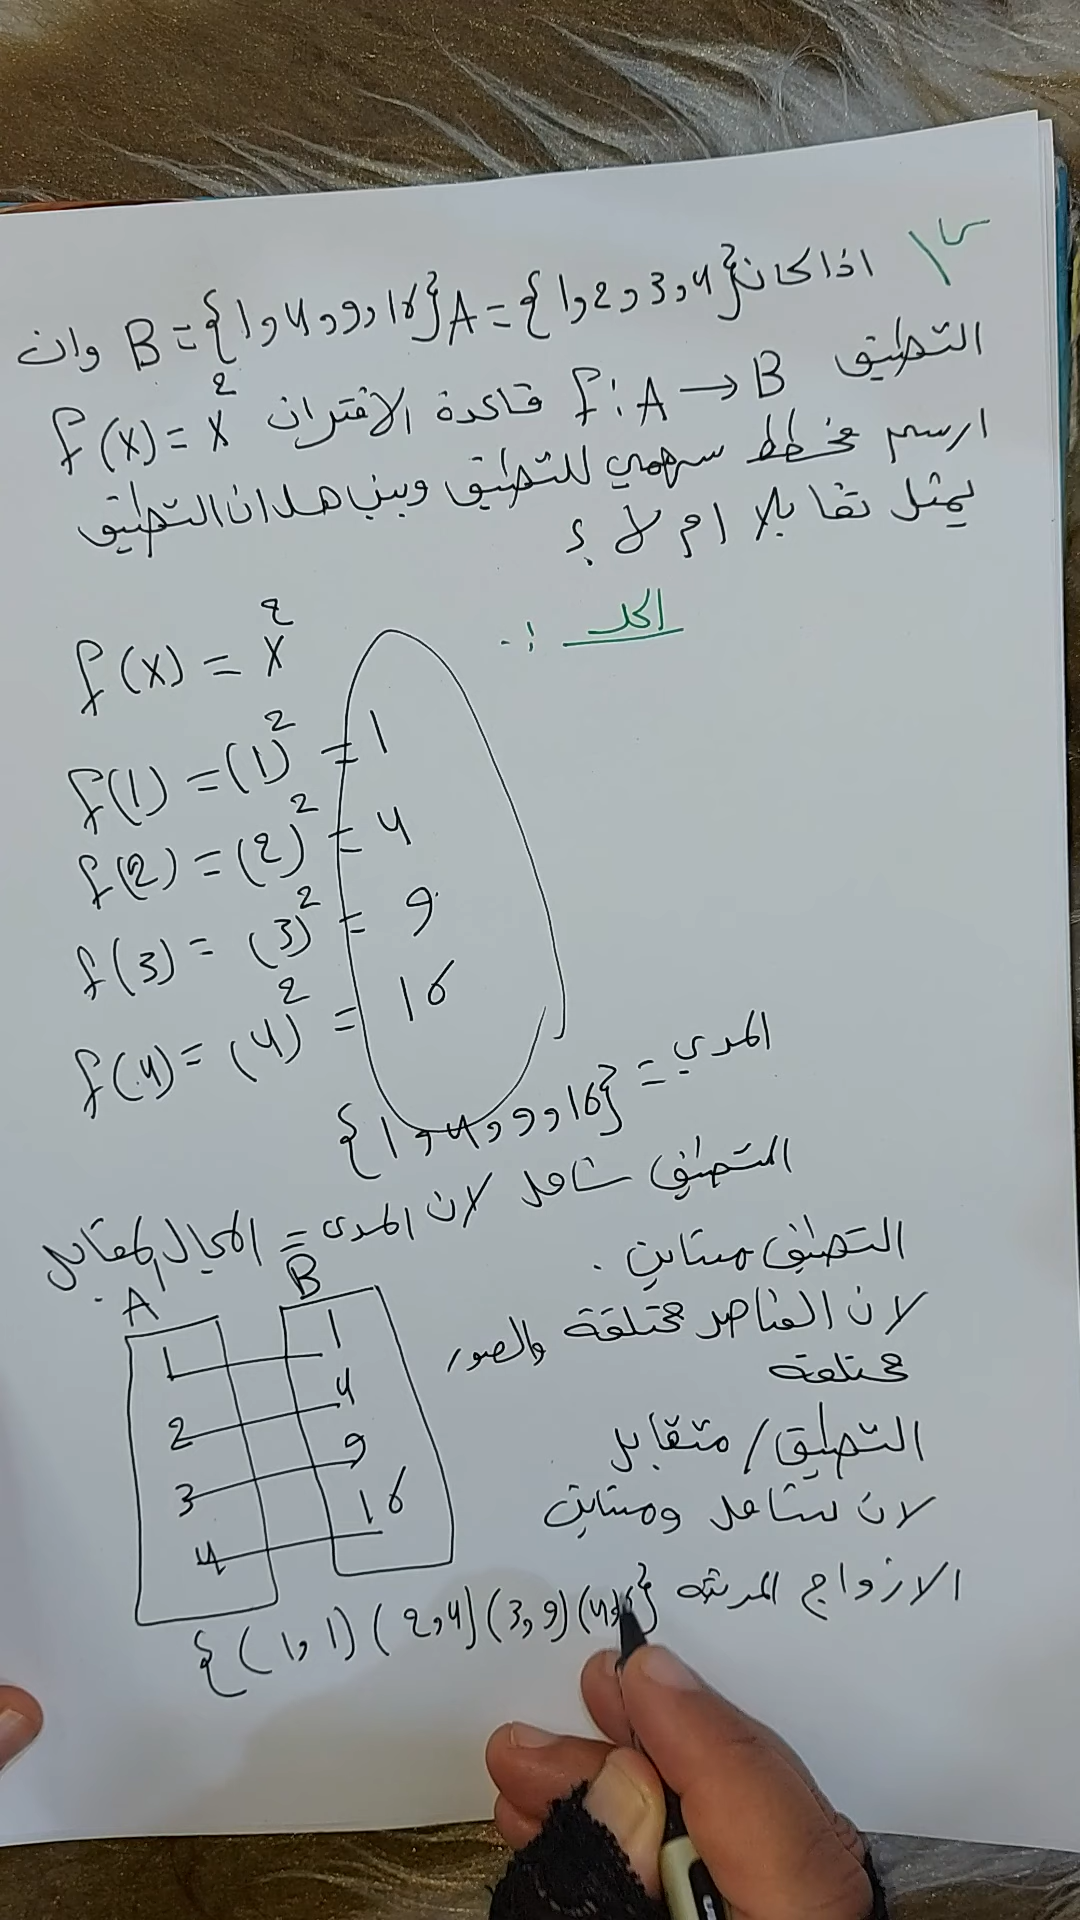 س١ اذا كان A = {1,2,3,4} B = {1,4,9,16} وان
التطبيق f: A → B قاعدة الاقتران f(x) = x²
ارسم مخطط سهمي للتطبيق وبين هل ان التطبيق
يمثل تقابلا ام لا ؟
الحل :.
f(x) = x²
f(1) = (1)² = 1
f(2) = (2)² = 4
f(3) = (3)² = 9
f(4) = (4)² = 16
المدى = {1,4,9,16}
التطبيق شامل لان المدى = المجال المقابل
التطبيق متباين .
لان العناصر مختلفة والصور
مختلفة
التطبيق / متقابل
لان شامل ومتباين
A B
1 1
2 4
3 9
4 16
الازواج المرتبه
{(1,1) (2,4) (3,9) (4, }